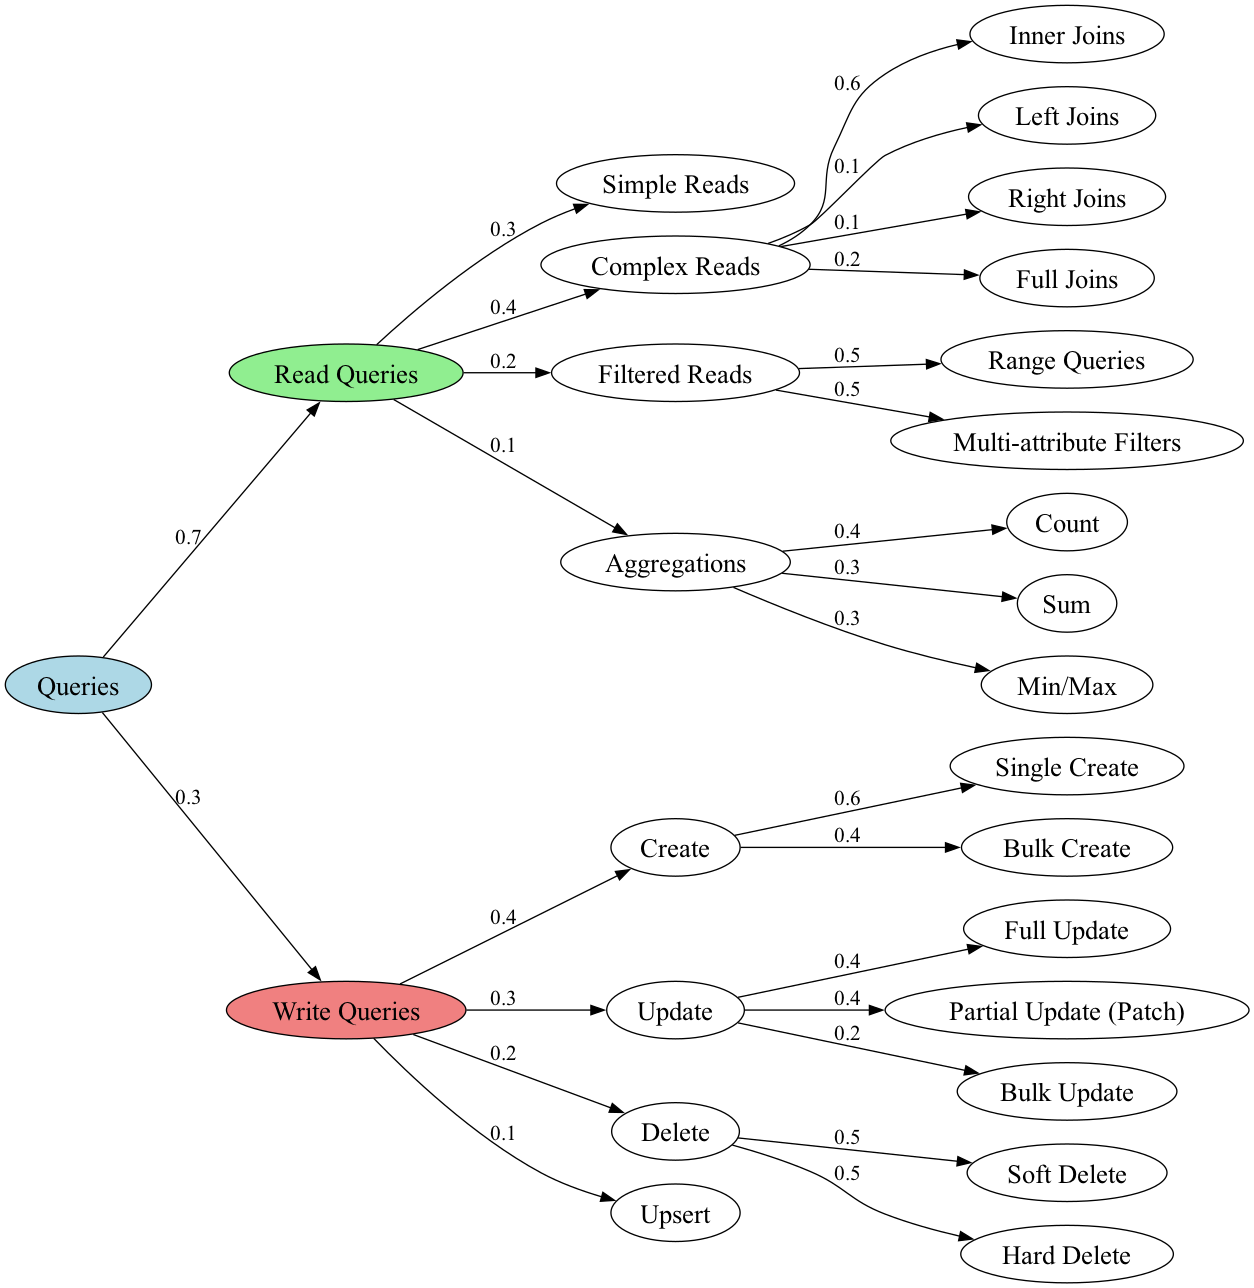 Inner Joins
0.6
Left Joins
0.1
Simple Reads
Right Joins
0.3
0.1
Complex Reads
0.2
Full Joins
0.4
Read Queries
0.2
Filtered Reads
0.5
Range Queries
0.5
Multi-attribute Filters
0.1
Count
0.4
Aggregations
0.3
Sum
0.7
0.3
Queries
Min/Max
Single Create
0.3
0.6
Create
0.4
Bulk Create
0.4
Full Update
0.4
Write Queries
0.3
Update
0.4
Partial Update (Patch)
0.2
0.2
Bulk Update
Delete
0.5
Soft Delete
0.1
0.5
Upsert
Hard Delete